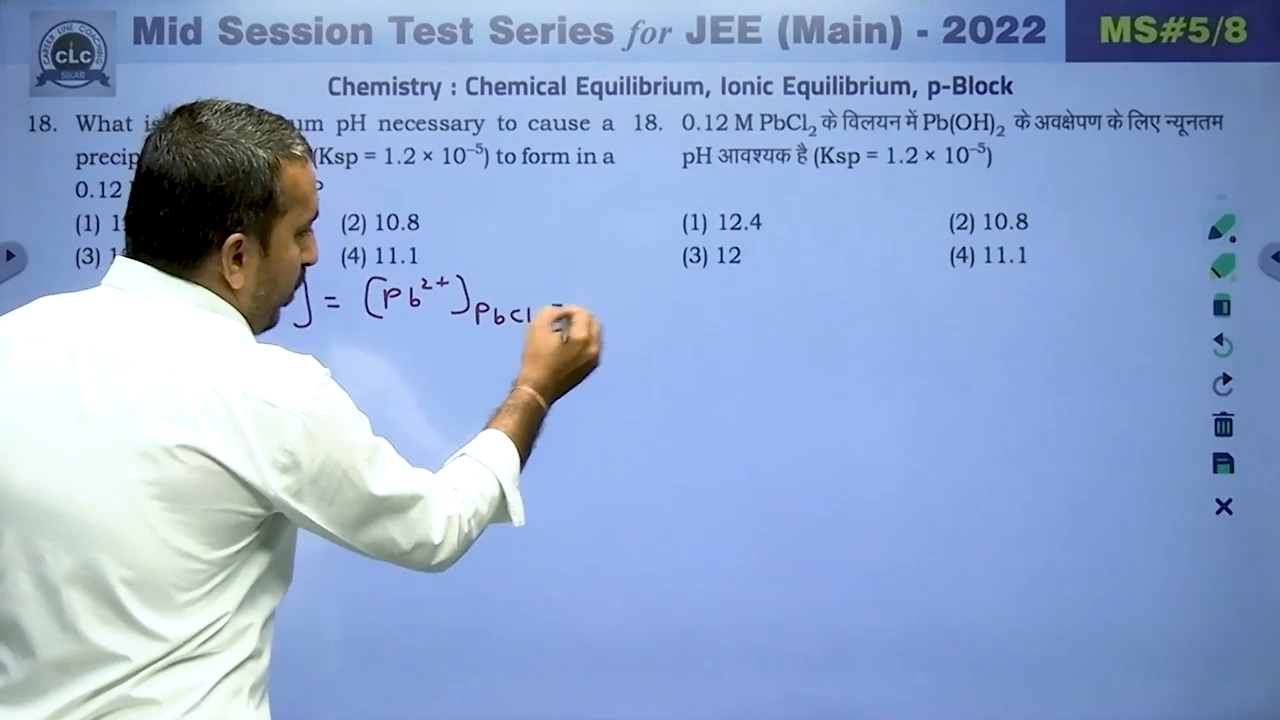 Mid Session Test Series for JEE (Main) - 2022
MS#5/8
CLC
SIKAR
Chemistry : Chemical Equilibrium, Ionic Equilibrium, p-Block
18. What pH necessary to cause a
(Ksp = 1.2 × 10⁻⁵) to form in a
0.12
(1)
(2) 10.8
(3)
(4) 11.1
18. 0.12 M PbCl₂ के विलयन में Pb(OH)₂ के अवक्षेपण के लिए न्यूनतम
pH आवश्यक है (Ksp = 1.2 × 10⁻⁵)
(1) 12.4
(2) 10.8
(3) 12
(4) 11.1
] = [Pb²⁺] PbCl